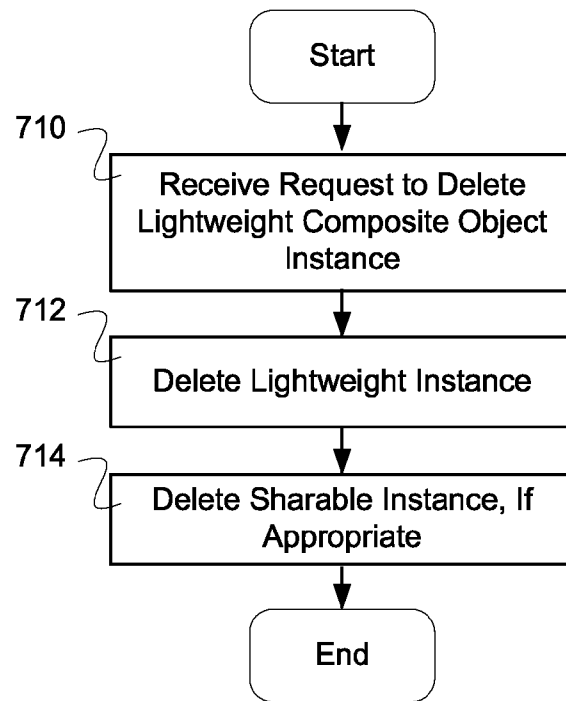 Start
710
Receive Request to Delete
Lightweight Composite Object
Instance
712
Delete Lightweight Instance
714
Delete Sharable Instance, If
Appropriate
End